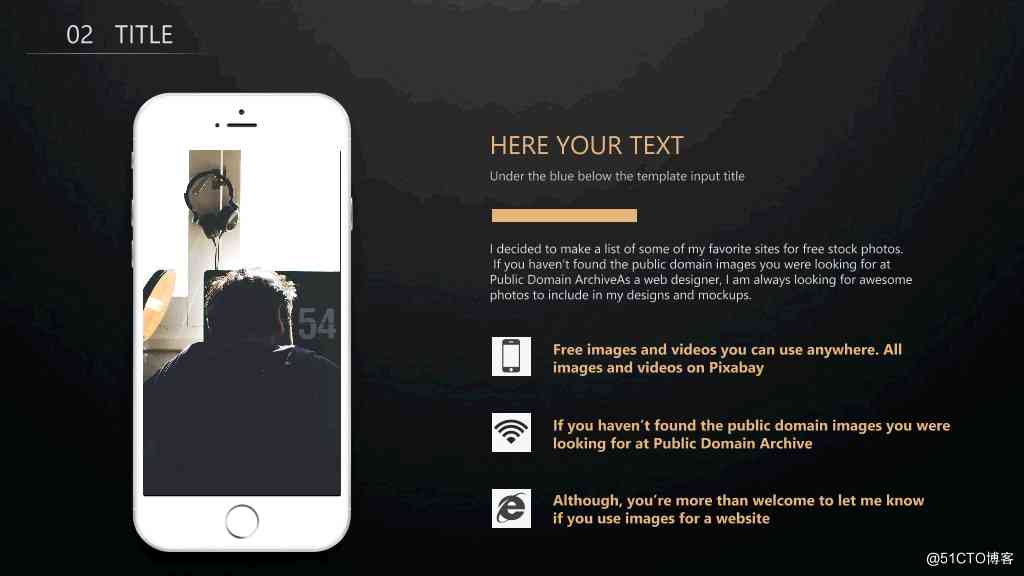 02 TITLE
54
HERE YOUR TEXT
Under the blue below the template input title
I decided to make a list of some of my favorite sites for free stock photos.
If you haven't found the public domain images you were looking for at
Public Domain ArchiveAs a web designer, I am always looking for awesome
photos to include in my designs and mockups.
Free images and videos you can use anywhere. All
images and videos on Pixabay
If you haven't found the public domain images you were
looking for at Public Domain Archive
Although, you're more than welcome to let me know
if you use images for a website
@51CTO博客